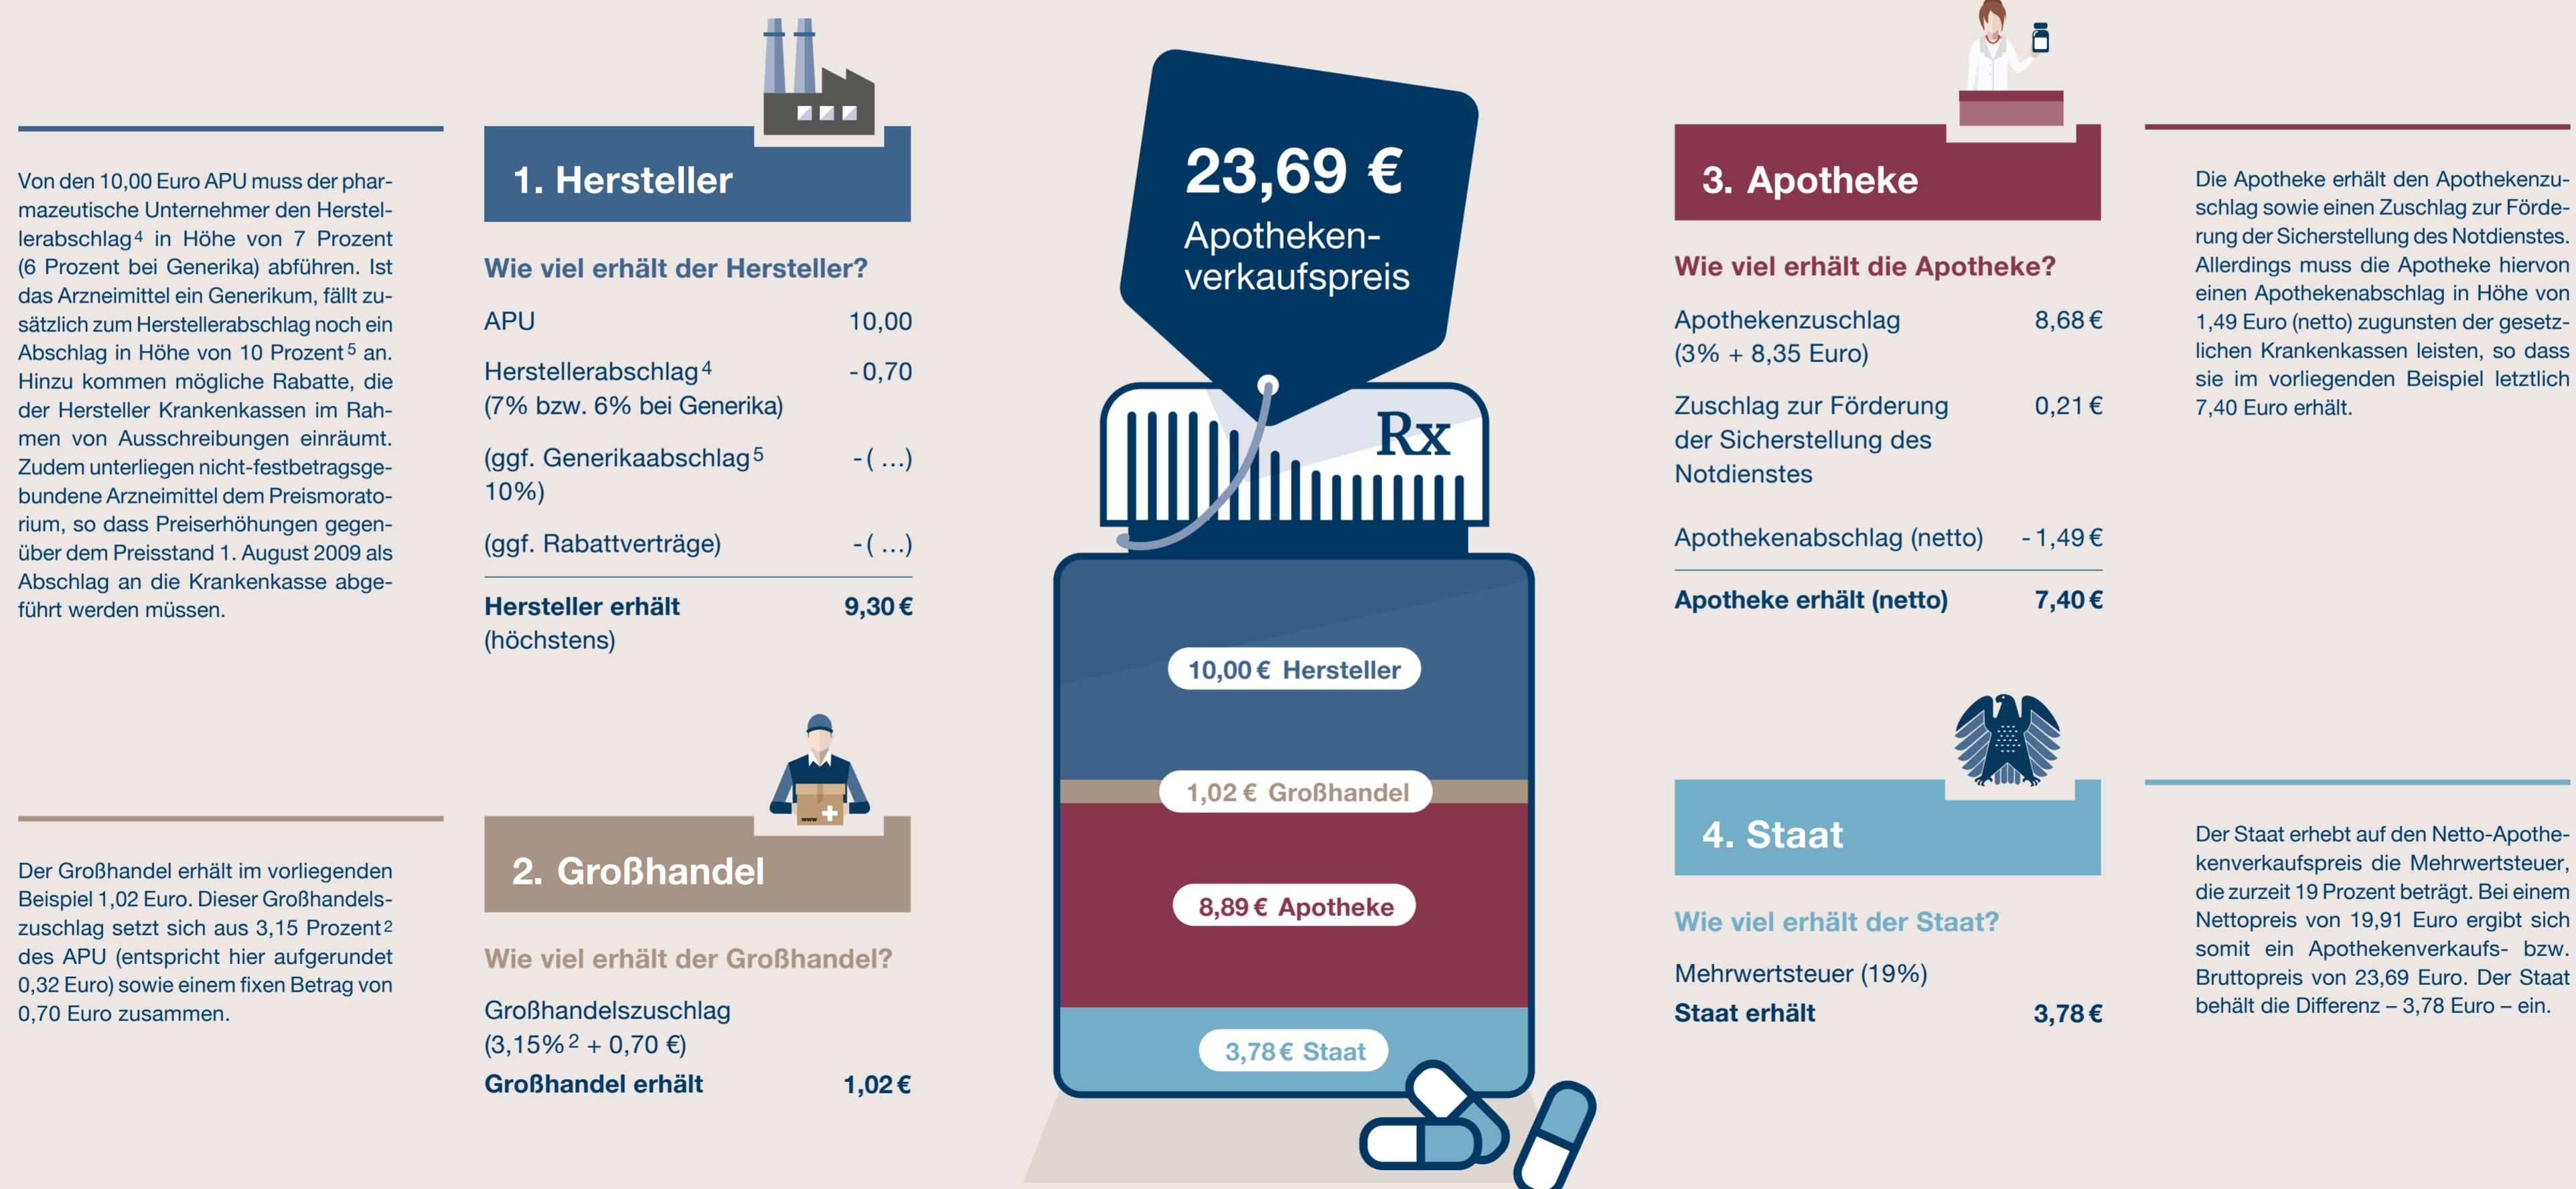 Von den 10,00 Euro APU muss der phar-
mazeutische Unternehmer den Herstel-
lerabschlag4 in Höhe von 7 Prozent
(6 Prozent bei Generika) abführen. Ist
das Arzneimittel ein Generikum, fällt zu-
sätzlich zum Herstellerabschlag noch ein
Abschlag in Höhe von 10 Prozent5 an.
Hinzu kommen mögliche Rabatte, die
der Hersteller Krankenkassen im Rah-
men von Ausschreibungen einräumt.
Zudem unterliegen nicht-festbetragsge-
bundene Arzneimittel dem Preismorato-
rium, so dass Preiserhöhungen gegen-
über dem Preisstand 1. August 2009 als
Abschlag an die Krankenkasse abge-
führt werden müssen.
1. Hersteller
Wie viel erhält der Hersteller?
APU 10,00
Herstellerabschlag4 -0,70
(7% bzw. 6% bei Generika)
(ggf. Generikaabschlag5 -( ...)
10%)
(ggf. Rabattverträge) -( ...)
Hersteller erhält 9,30 €
(höchstens)
Der Großhandel erhält im vorliegenden
Beispiel 1,02 Euro. Dieser Großhandels-
zuschlag setzt sich aus 3,15 Prozent2
des APU (entspricht hier aufgerundet
0,32 Euro) sowie einem fixen Betrag von
0,70 Euro zusammen.
www
2. Großhandel
Wie viel erhält der Großhandel?
Großhandelszuschlag
(3,15%2 + 0,70 €)
Großhandel erhält 1,02 €
23,69 €
Apotheken-
verkaufspreis
Rx
10,00 € Hersteller
1,02 € Großhandel
8,89 € Apotheke
3,78 € Staat
3. Apotheke
Wie viel erhält die Apotheke?
Apothekenzuschlag 8,68 €
(3% + 8,35 Euro)
Zuschlag zur Förderung 0,21 €
der Sicherstellung des
Notdienstes
Apothekenabschlag (netto) -1,49 €
Apotheke erhält (netto) 7,40 €
Die Apotheke erhält den Apothekenzu-
schlag sowie einen Zuschlag zur Förde-
rung der Sicherstellung des Notdienstes.
Allerdings muss die Apotheke hiervon
einen Apothekenabschlag in Höhe von
1,49 Euro (netto) zugunsten der gesetz-
lichen Krankenkassen leisten, so dass
sie im vorliegenden Beispiel letztlich
7,40 Euro erhält.
4. Staat
Wie viel erhält der Staat?
Mehrwertsteuer (19%)
Staat erhält 3,78 €
Der Staat erhebt auf den Netto-Apothe-
kenverkaufspreis die Mehrwertsteuer,
die zurzeit 19 Prozent beträgt. Bei einem
Nettopreis von 19,91 Euro ergibt sich
somit ein Apothekenverkaufs- bzw.
Bruttopreis von 23,69 Euro. Der Staat
behält die Differenz – 3,78 Euro – ein.